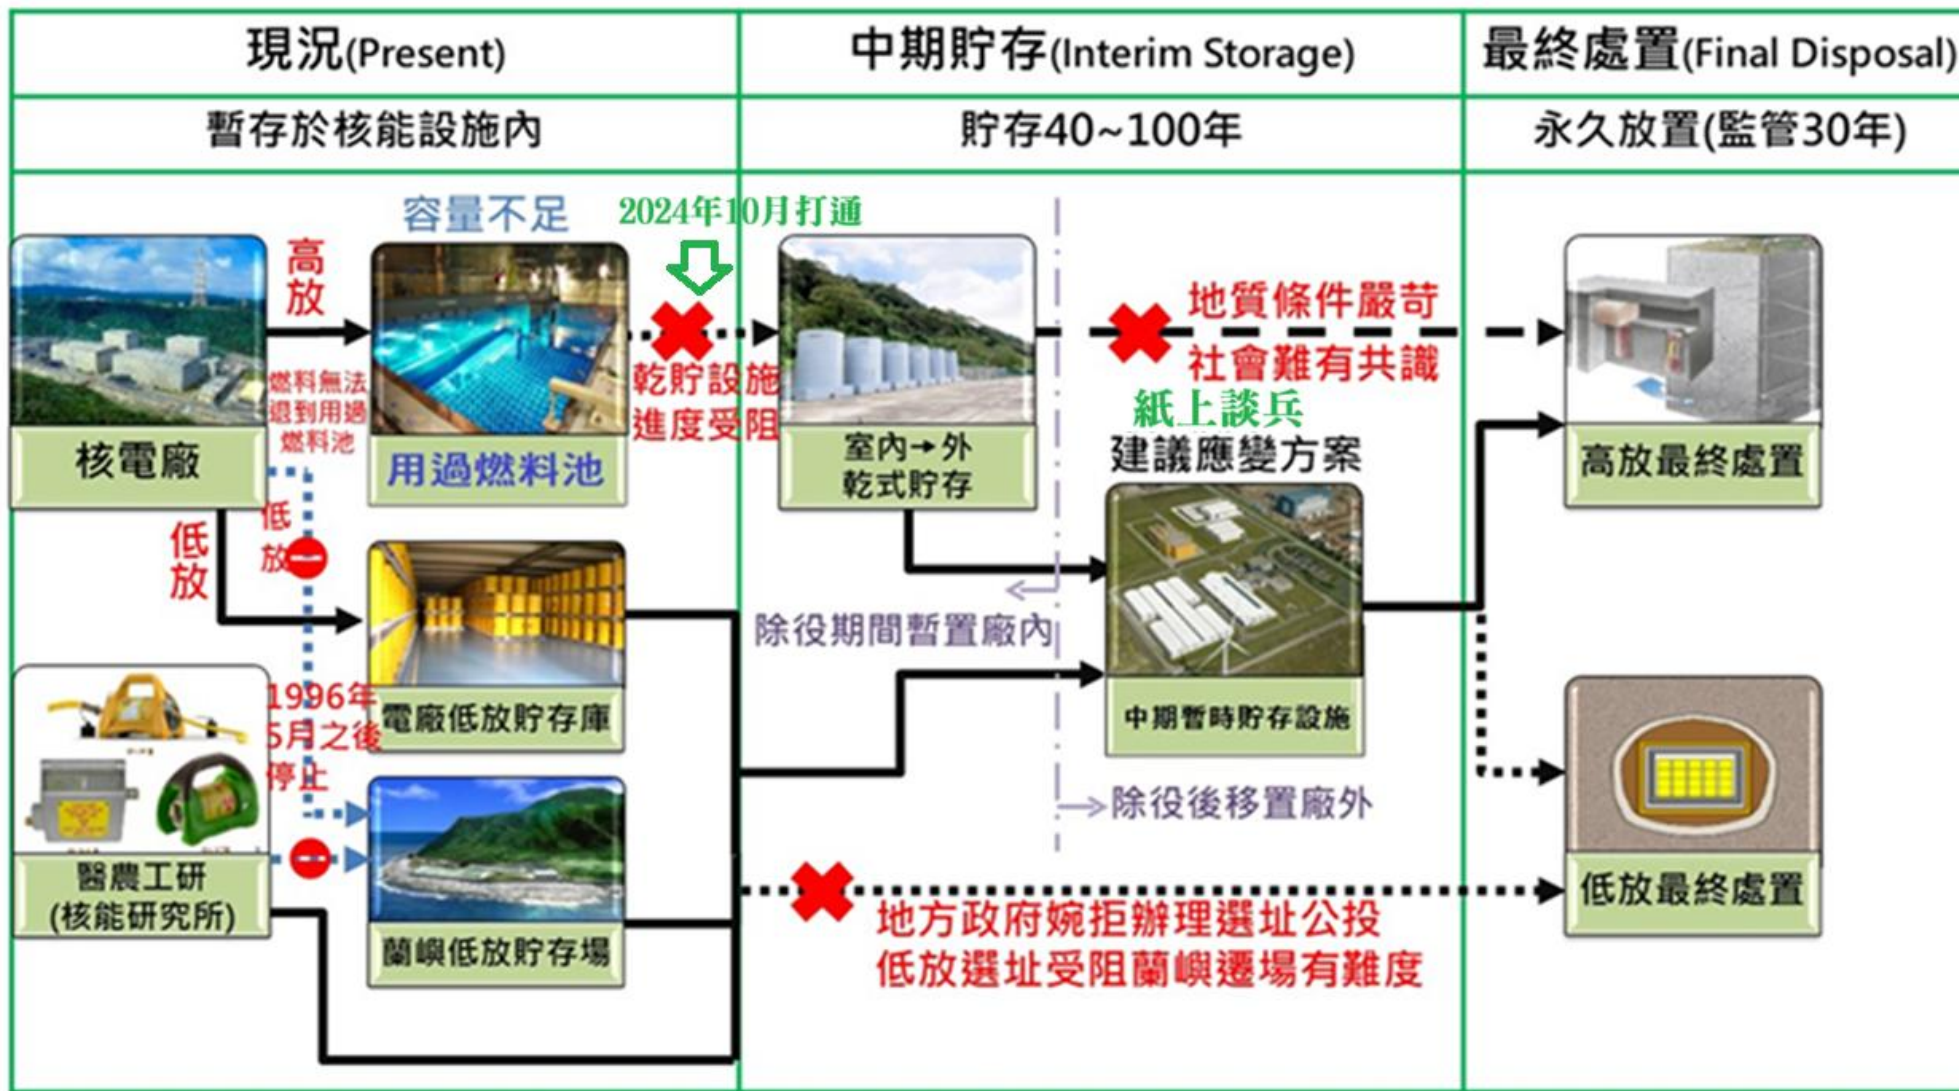 現況(Present)
中期貯存(Interim Storage)
最終處置(Final Disposal)
暫存於核能設施內
貯存40~100年
永久放置(監管30年)
容量不足
2024年10月打通
高
放
燃料無法
退到用過
燃料池
乾貯設施
進度受阻
地質條件嚴苛
社會難有共識
紙上談兵
建議應變方案
核電廠
用過燃料池
室內→外
乾式貯存
高放最終處置
低
放
低
放
除役期間暫置廠內
1996年
5月之後
停止
電廠低放貯存庫
中期暫時貯存設施
除役後移置廠外
醫農工研
(核能研究所)
蘭嶼低放貯存場
地方政府婉拒辦理選址公投
低放選址受阻蘭嶼遷場有難度
低放最終處置